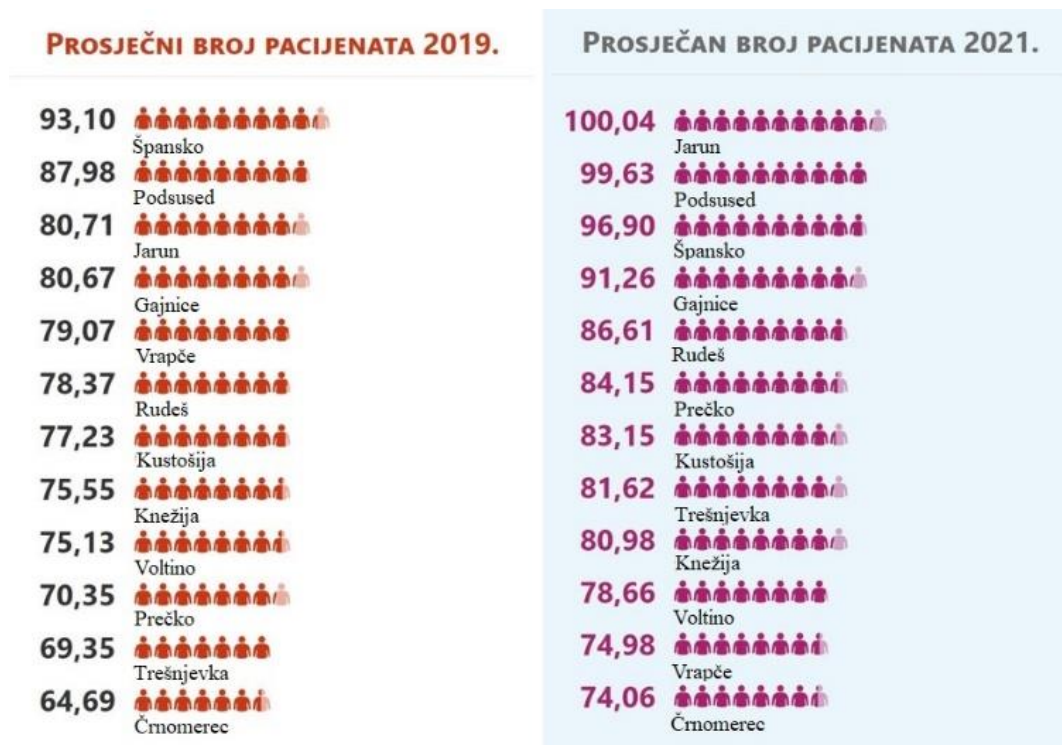 PROSJEČNI BROJ PACIJENATA 2019.
93,10
Špansko
87,98
Podsused
80,71
Jarun
80,67
Gajnice
79,07
Vrapče
78,37
Rudeš
77,23
Kustošija
75,55
Knežija
75,13
Voltino
70,35
Prečko
69,35
Trešnjevka
64,69
Črnomerec
PROSJEČAN BROJ PACIJENATA 2021.
100,04
Jarun
99,63
Podsused
96,90
Špansko
91,26
Gajnice
86,61
Rudeš
84,15
Prečko
83,15
Kustošija
81,62
Trešnjevka
80,98
Knežija
78,66
Voltino
74,98
Vrapče
74,06
Črnomerec